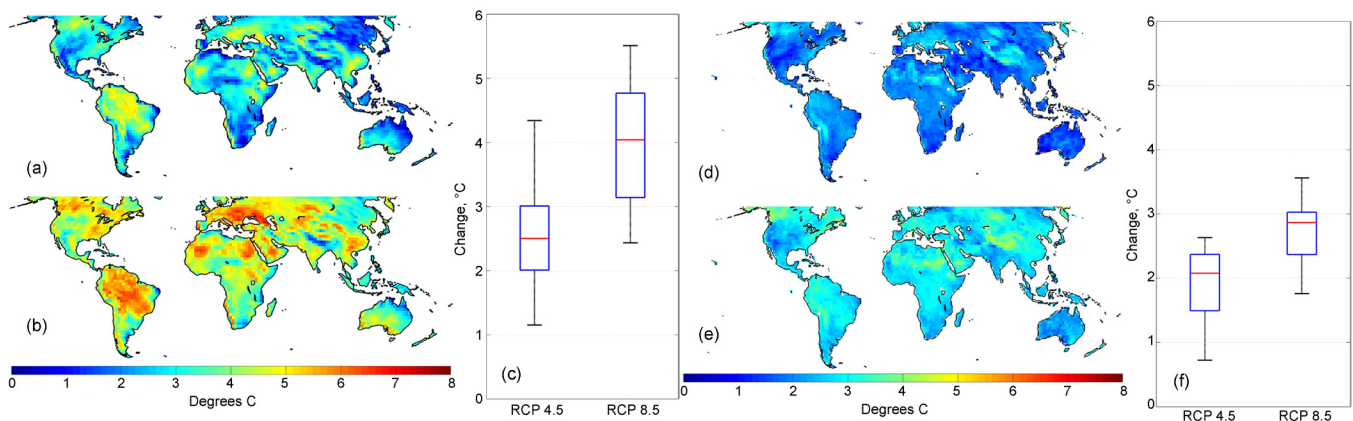 (a)
(b)
0 1 2 3 4 5 6 7 8
Degrees C
6
5
4
3
2
1
0
Change, °C
(c)
RCP 4.5 RCP 8.5
(d)
(e)
0 1 2 3 4 5 6 7 8
Degrees C
6
5
4
3
2
1
0
Change, °C
(f)
RCP 4.5 RCP 8.5